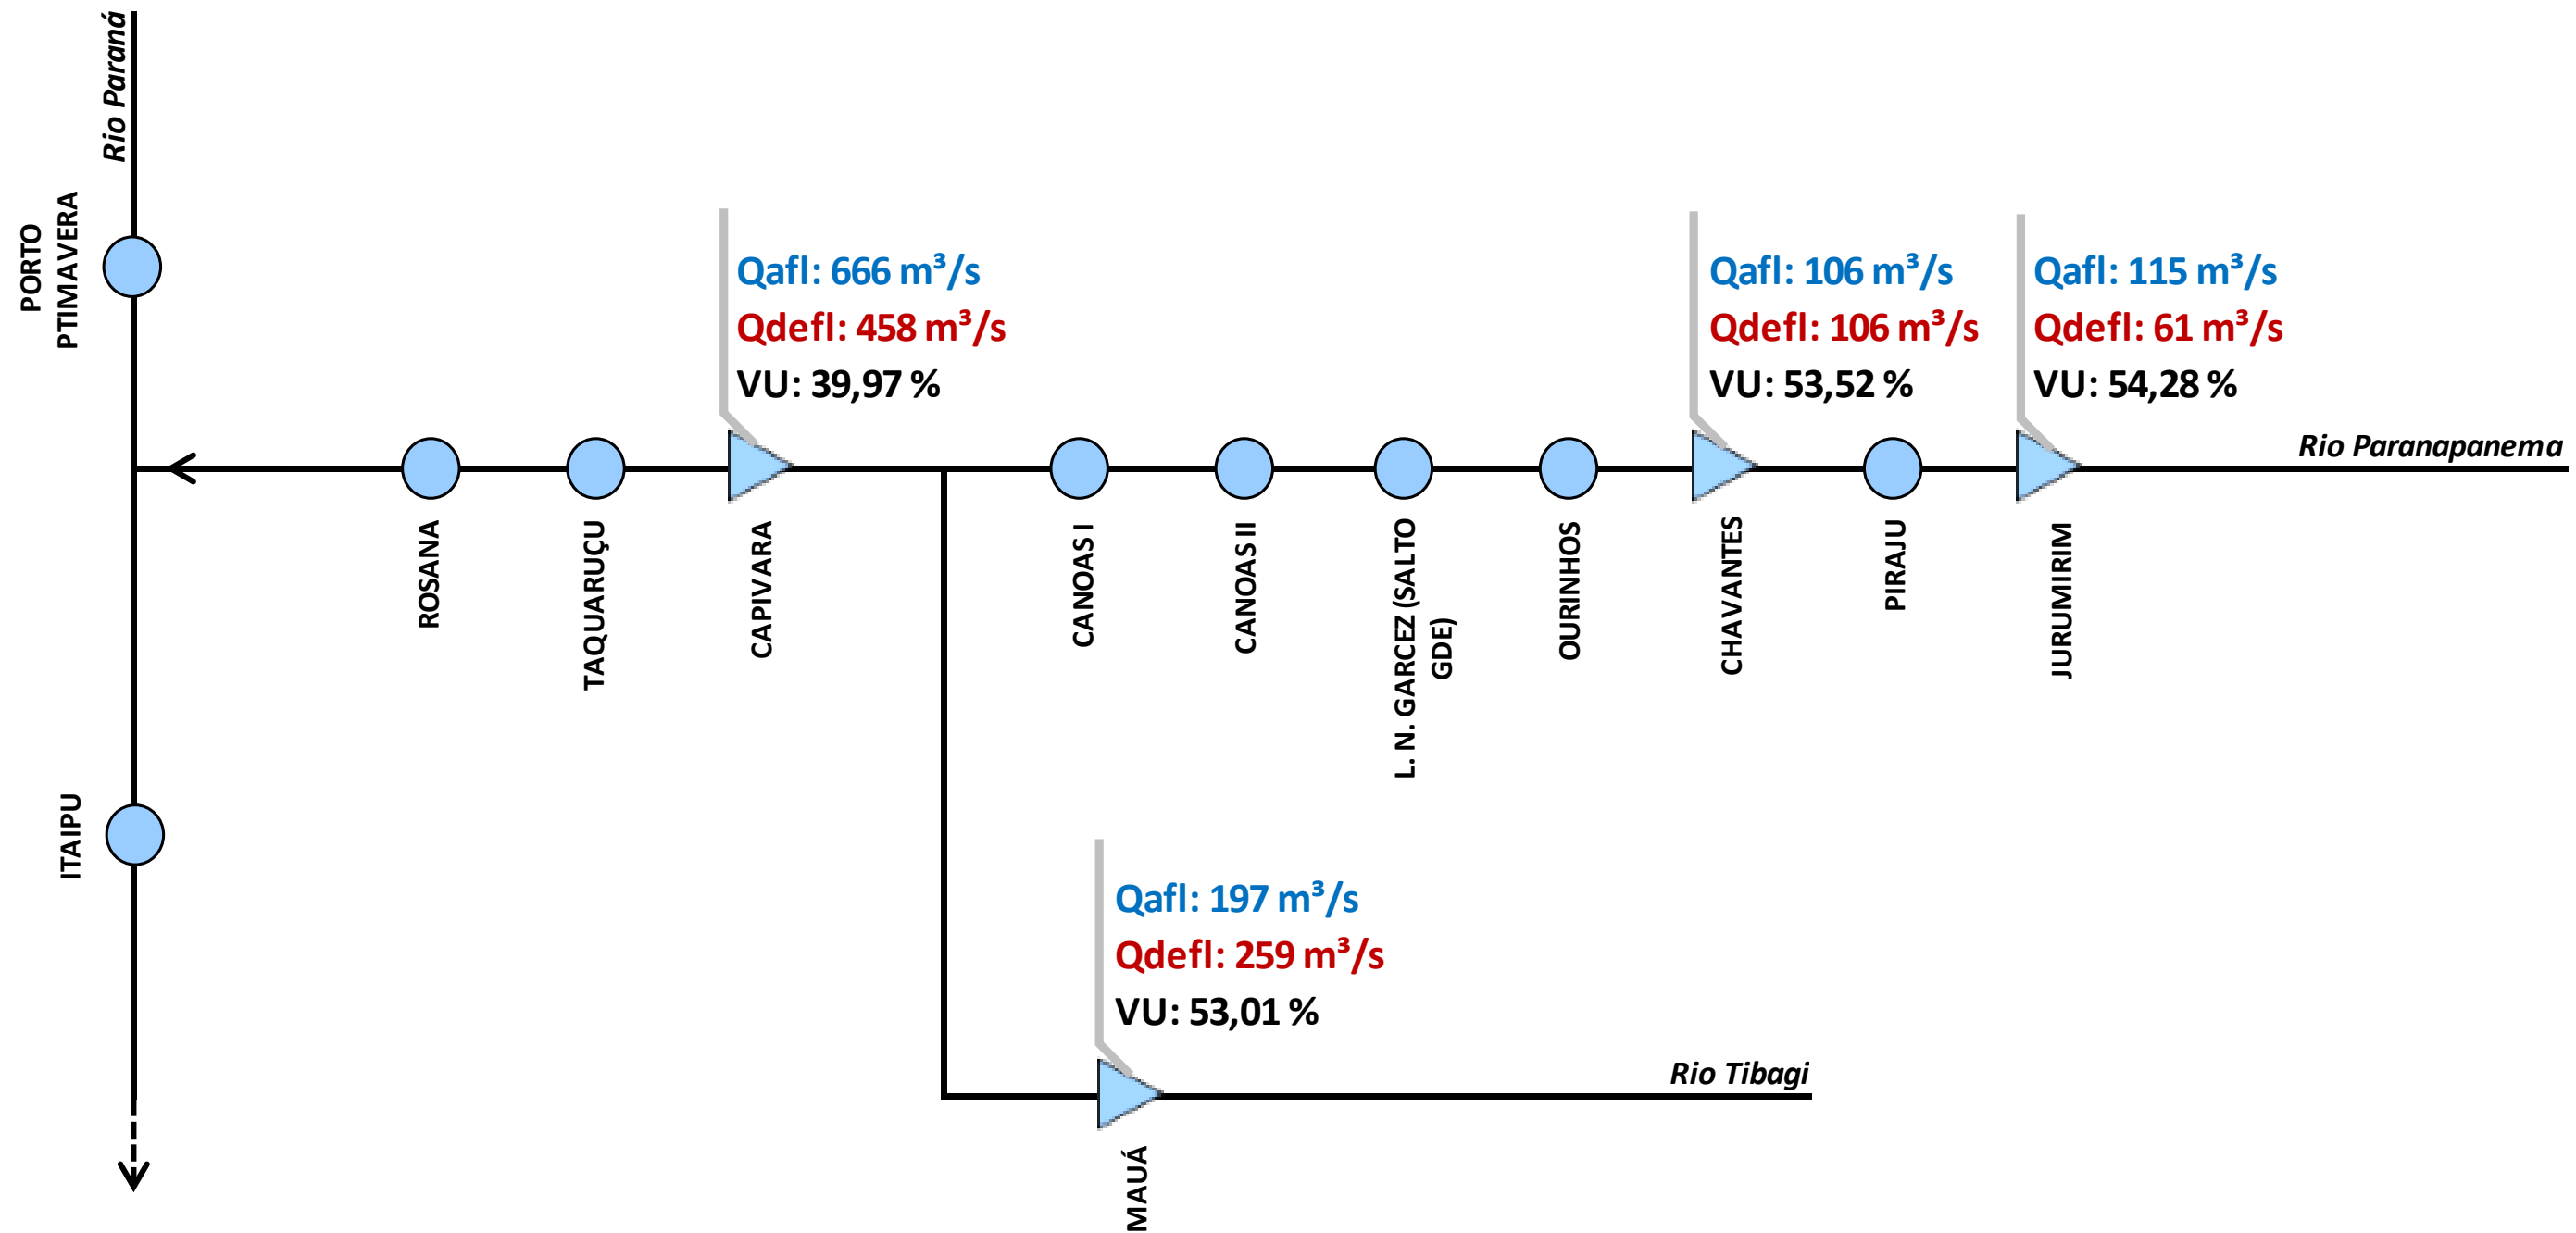 Rio Paraná
PORTO
PTIMAVERA
Qafl: 666 m³/s
Qdefl: 458 m³/s
VU: 39,97 %
Qafl: 106 m³/s
Qdefl: 106 m³/s
VU: 53,52 %
Qafl: 115 m³/s
Qdefl: 61 m³/s
VU: 54,28 %
Rio Paranapanema
ROSANA
TAQUARUÇU
CAPIVARA
CANOAS I
CANOAS II
L. N. GARCEZ (SALTO
GDE)
OURINHOS
CHAVANTES
PIRAJU
JURUMIRIM
ITAIPU
Qafl: 197 m³/s
Qdefl: 259 m³/s
VU: 53,01 %
Rio Tibagi
MAUÁ